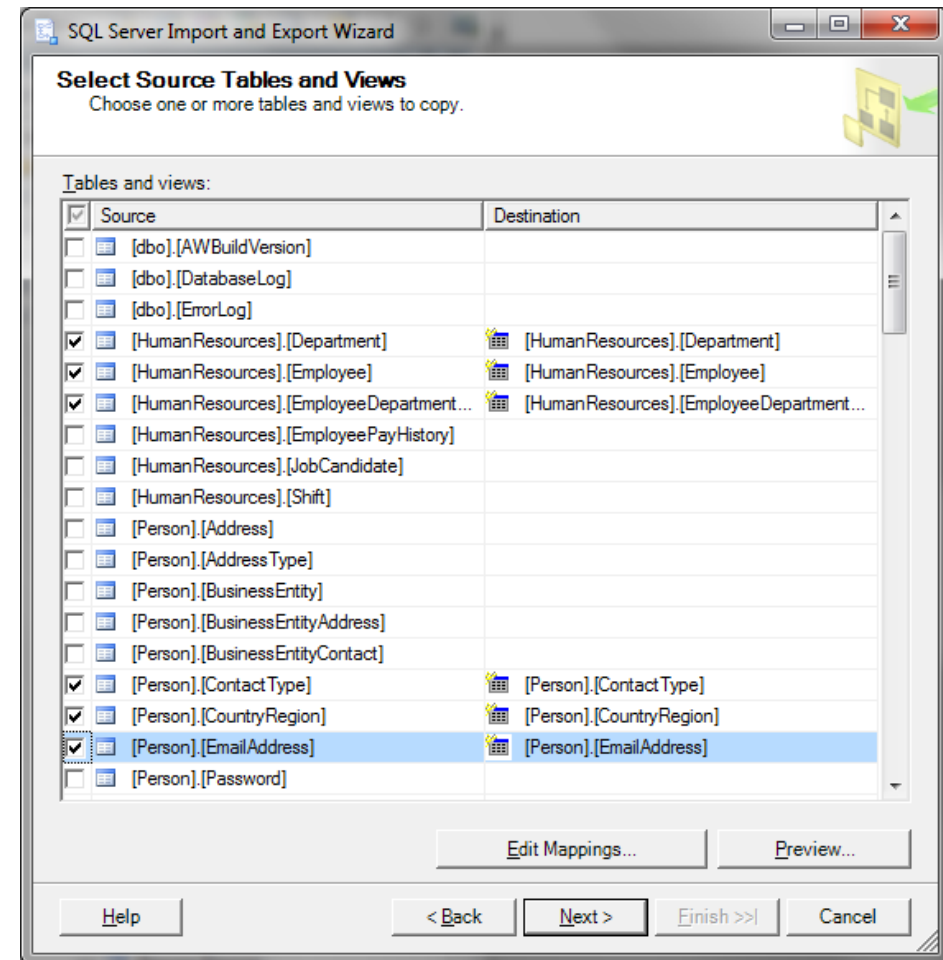 SQL Server Import and Export Wizard
Select Source Tables and Views
Choose one or more tables and views to copy.
Tables and views:
Source Destination
[dbo].[AWBuildVersion]
[dbo].[DatabaseLog]
[dbo].[ErrorLog]
[HumanResources].[Department] [HumanResources].[Department]
[HumanResources].[Employee] [HumanResources].[Employee]
[HumanResources].[EmployeeDepartment... [HumanResources].[EmployeeDepartment...
[HumanResources].[EmployeePayHistory]
[HumanResources].[JobCandidate]
[HumanResources].[Shift]
[Person].[Address]
[Person].[AddressType]
[Person].[BusinessEntity]
[Person].[BusinessEntityAddress]
[Person].[BusinessEntityContact]
[Person].[ContactType] [Person].[ContactType]
[Person].[CountryRegion] [Person].[CountryRegion]
[Person].[EmailAddress] [Person].[EmailAddress]
[Person].[Password]
Edit Mappings... Preview...
Help < Back Next > Finish >>| Cancel